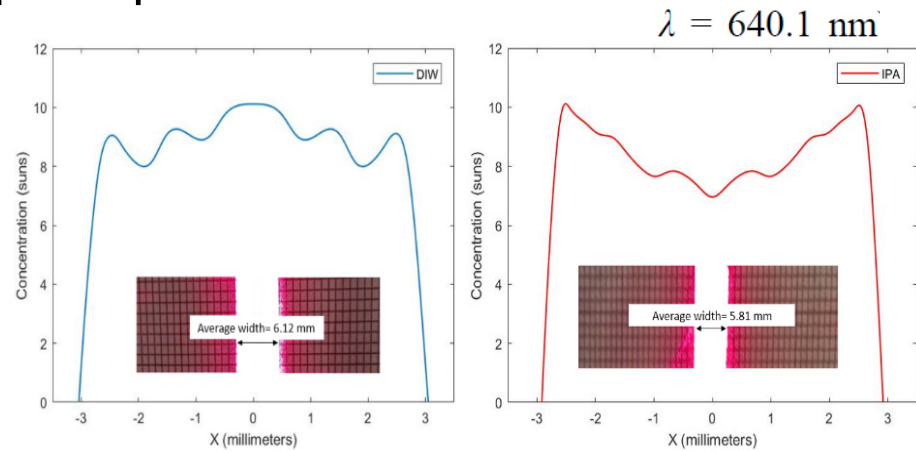 λ = 640.1 nm
12
10
8
6
4
2
0
Concentration (suns)
DIW
Average width= 6.12 mm
-3 -2 -1 0 1 2 3
X (millimeters)
12
10
8
6
4
2
0
Concentration (suns)
IPA
Average width= 5.81 mm
-3 -2 -1 0 1 2 3
X (millimeters)